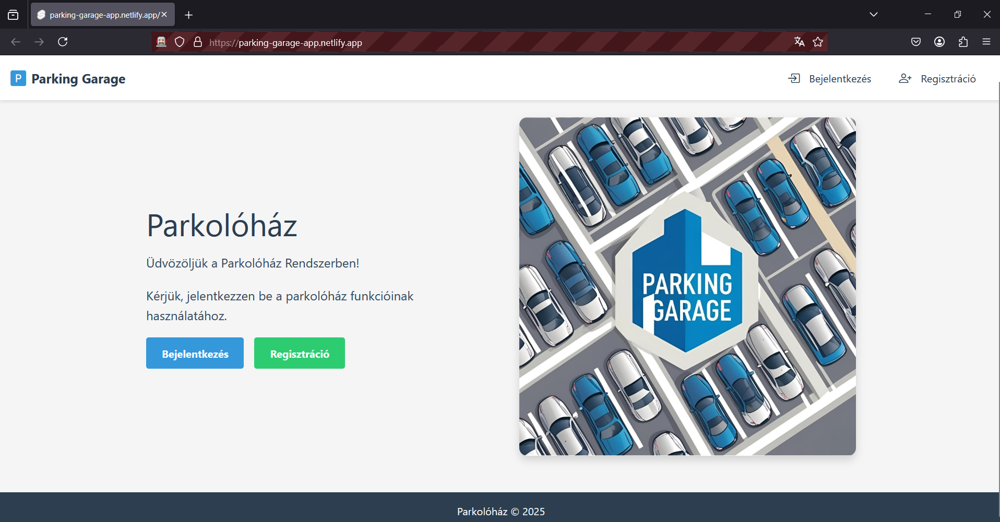 parking-garage-app.netlify.app/
https://parking-garage-app.netlify.app
P Parking Garage
Bejelentkezés
Regisztráció
Parkolóház
Üdvözöljük a Parkolóház Rendszerben!
Kérjük, jelentkezzen be a parkolóház funkcióinak
használatához.
Bejelentkezés
Regisztráció
PARKING
GARAGE
Parkolóház © 2025